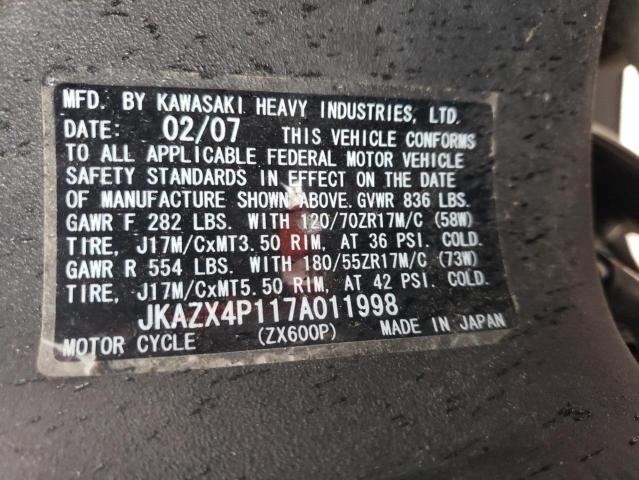 MFD. BY KAWASAKI HEAVY INDUSTRIES, LTD.
DATE: 02/07 THIS VEHICLE CONFORMS
TO ALL APPLICABLE FEDERAL MOTOR VEHICLE
SAFETY STANDARDS IN EFFECT ON THE DATE
OF MANUFACTURE SHOWN ABOVE. GVWR 836 LBS.
GAWR F 282 LBS. WITH 120/70ZR17M/C (58W)
TIRE, J17M/CxMT3.50 RIM, AT 36 PSI. COLD.
GAWR R 554 LBS. WITH 180/55ZR17M/C (73W)
TIRE, J17M/CxMT5.50 RIM, AT 42 PSI. COLD.
JKAZX4P117A011998
MOTOR CYCLE (ZX600P) MADE IN JAPAN